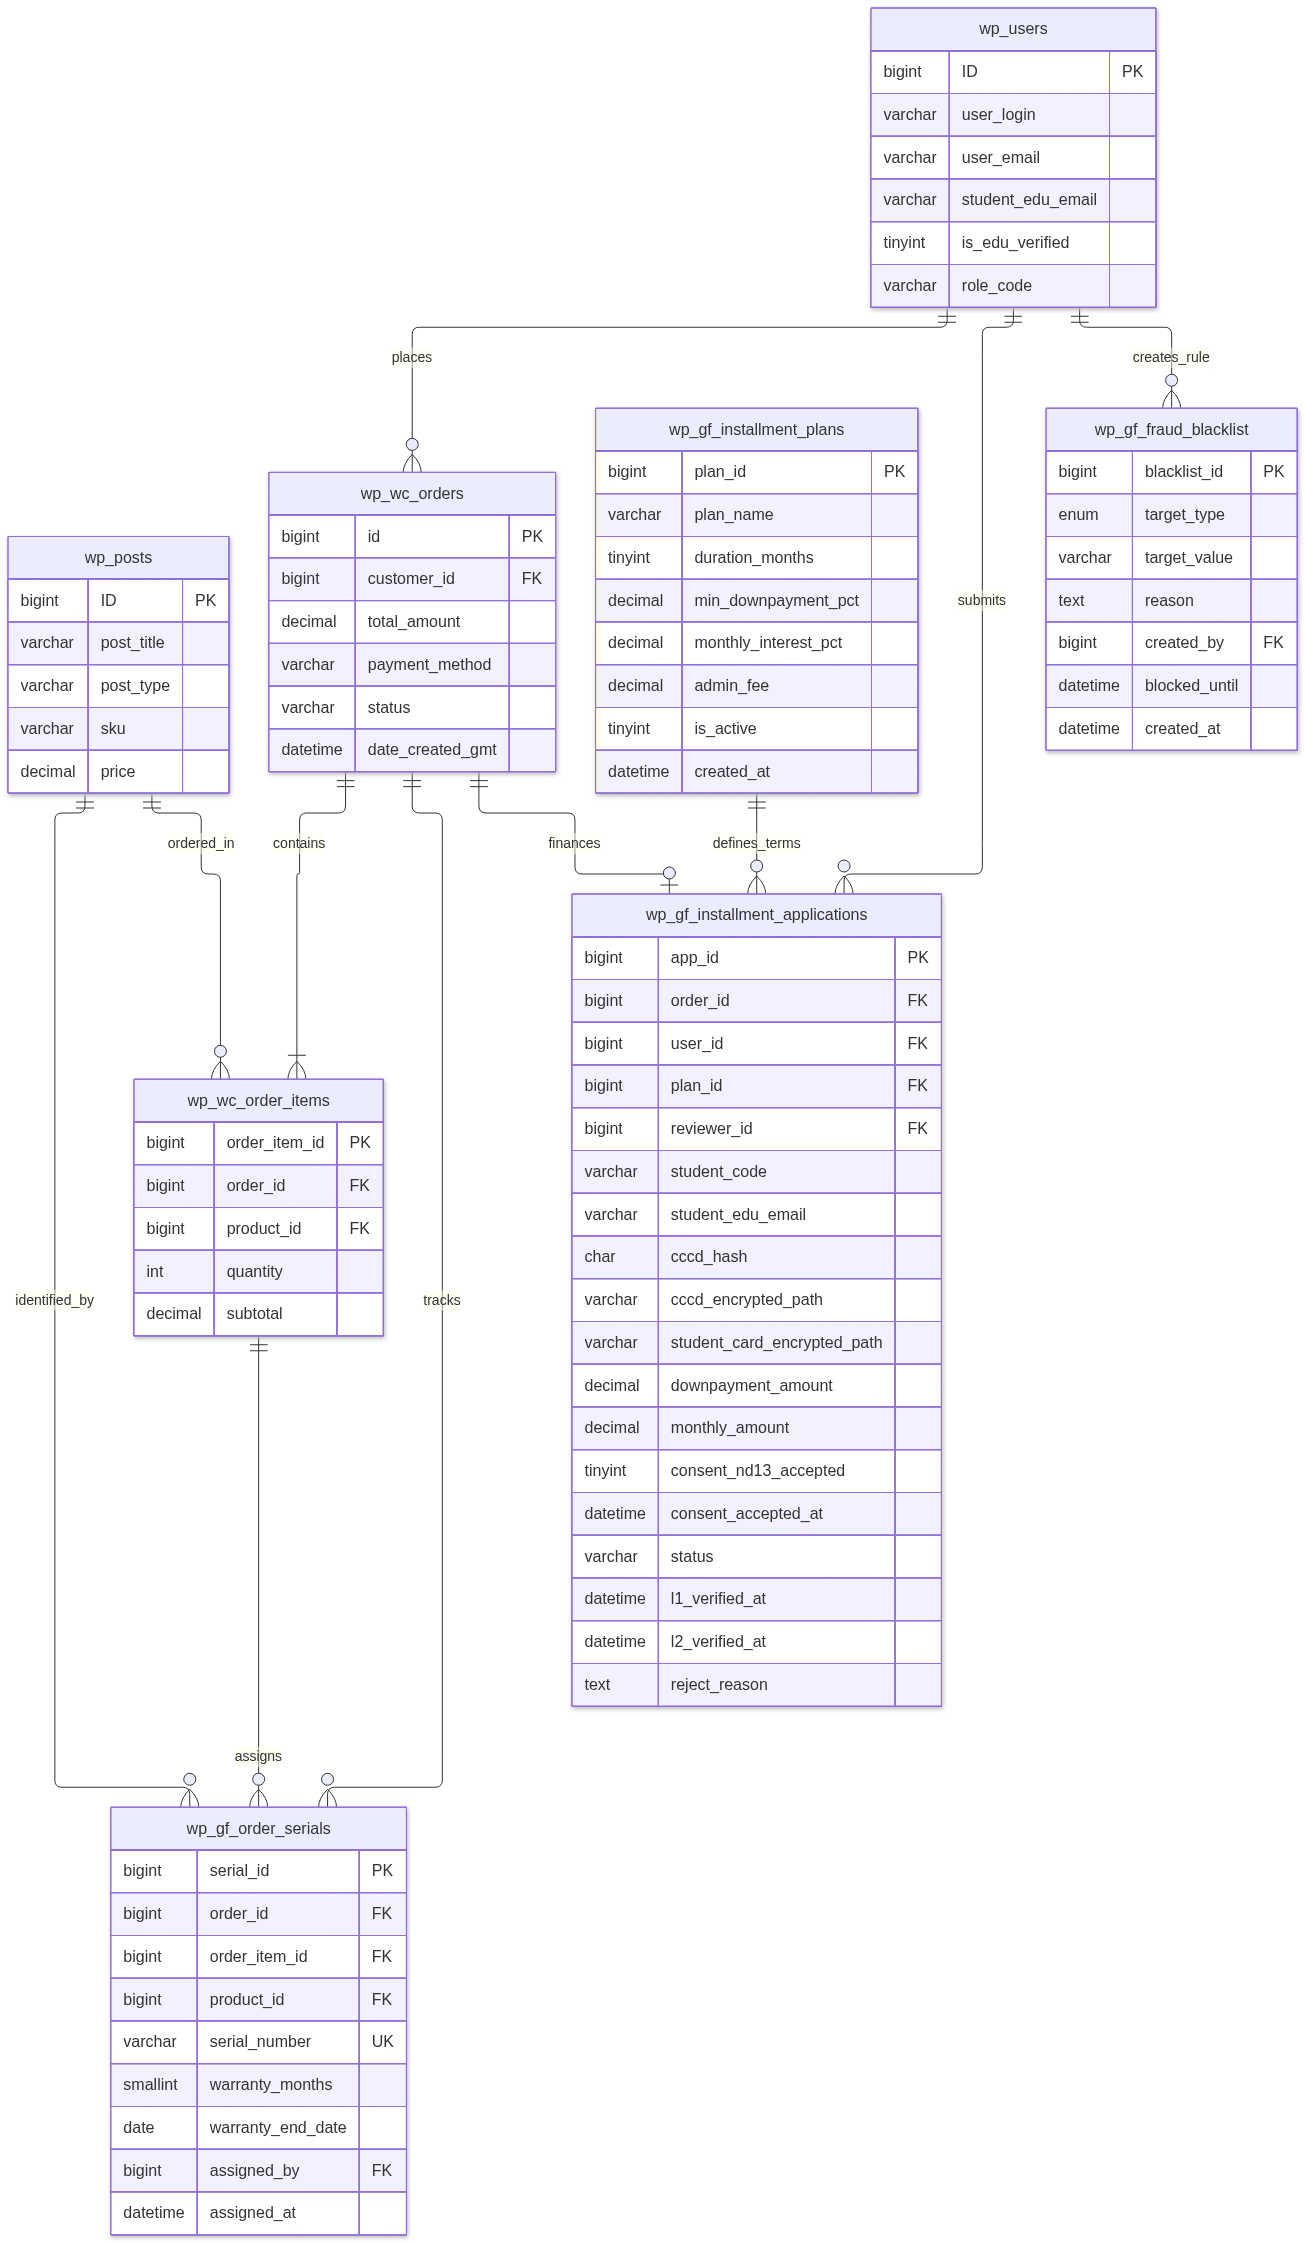 wp_users
bigint ID PK
varchar user_login
varchar user_email
varchar student_edu_email
tinyint is_edu_verified
varchar role_code
places
creates_rule
submits
wp_gf_installment_plans
bigint plan_id PK
varchar plan_name
tinyint duration_months
decimal min_downpayment_pct
decimal monthly_interest_pct
decimal admin_fee
tinyint is_active
datetime created_at
wp_gf_fraud_blacklist
bigint blacklist_id PK
enum target_type
varchar target_value
text reason
bigint created_by FK
datetime blocked_until
datetime created_at
wp_wc_orders
bigint id PK
bigint customer_id FK
decimal total_amount
varchar payment_method
varchar status
datetime date_created_gmt
wp_posts
bigint ID PK
varchar post_title
varchar post_type
varchar sku
decimal price
ordered_in
contains
finances
defines_terms
wp_gf_installment_applications
bigint app_id PK
bigint order_id FK
bigint user_id FK
bigint plan_id FK
bigint reviewer_id FK
varchar student_code
varchar student_edu_email
char cccd_hash
varchar cccd_encrypted_path
varchar student_card_encrypted_path
decimal downpayment_amount
decimal monthly_amount
tinyint consent_nd13_accepted
datetime consent_accepted_at
varchar status
datetime l1_verified_at
datetime l2_verified_at
text reject_reason
wp_wc_order_items
bigint order_item_id PK
bigint order_id FK
bigint product_id FK
int quantity
decimal subtotal
identified_by
tracks
assigns
wp_gf_order_serials
bigint serial_id PK
bigint order_id FK
bigint order_item_id FK
bigint product_id FK
varchar serial_number UK
smallint warranty_months
date warranty_end_date
bigint assigned_by FK
datetime assigned_at